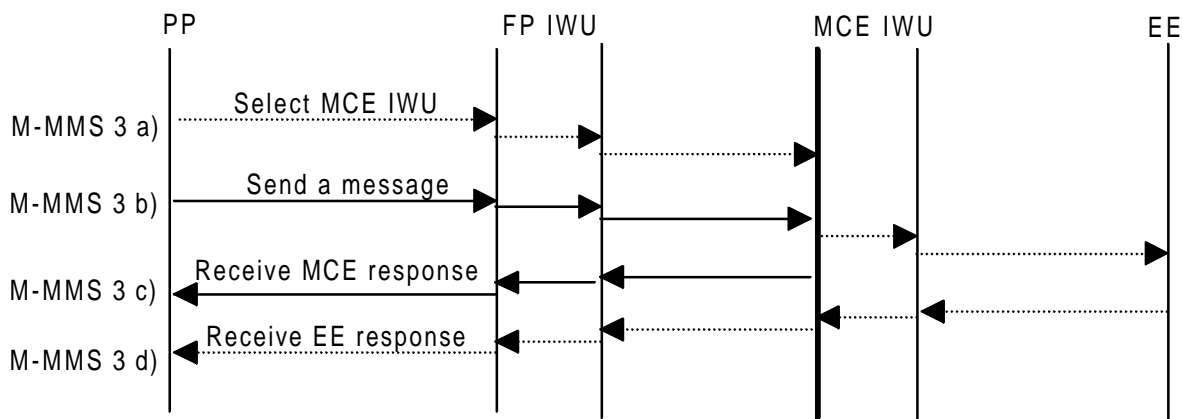 PP FP IWU MCE IWU EE
M-MMS 3 a) Select MCE IWU
M-MMS 3 b) Send a message
M-MMS 3 c) Receive MCE response
M-MMS 3 d) Receive EE response